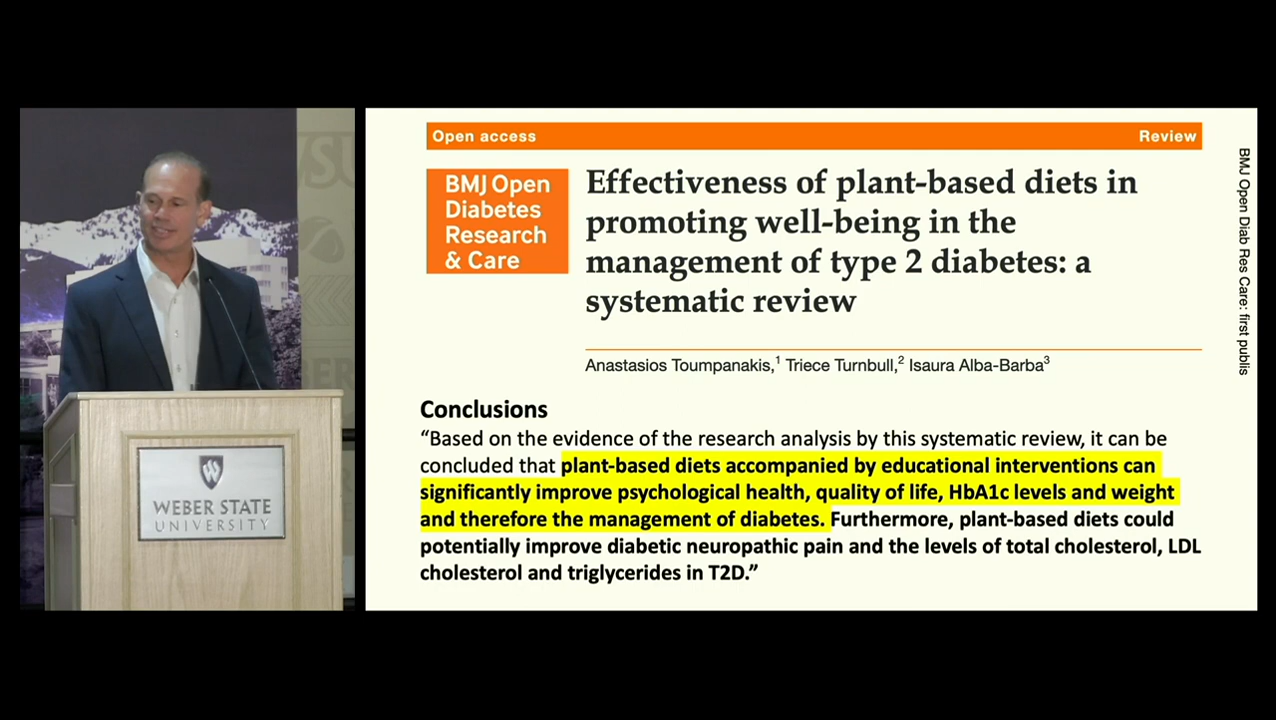 WSU
WEBER STATE
UNIVERSITY
Open access
Review
BMJ Open
Diabetes
Research
& Care
Effectiveness of plant-based diets in
promoting well-being in the
management of type 2 diabetes: a
systematic review
Anastasios Toumpanakis,1 Triece Turnbull,2 Isaura Alba-Barba3
Conclusions
“Based on the evidence of the research analysis by this systematic review, it can be
concluded that plant-based diets accompanied by educational interventions can
significantly improve psychological health, quality of life, HbA1c levels and weight
and therefore the management of diabetes. Furthermore, plant-based diets could
potentially improve diabetic neuropathic pain and the levels of total cholesterol, LDL
cholesterol and triglycerides in T2D.”
BMJ Open Diab Res Care: first publis